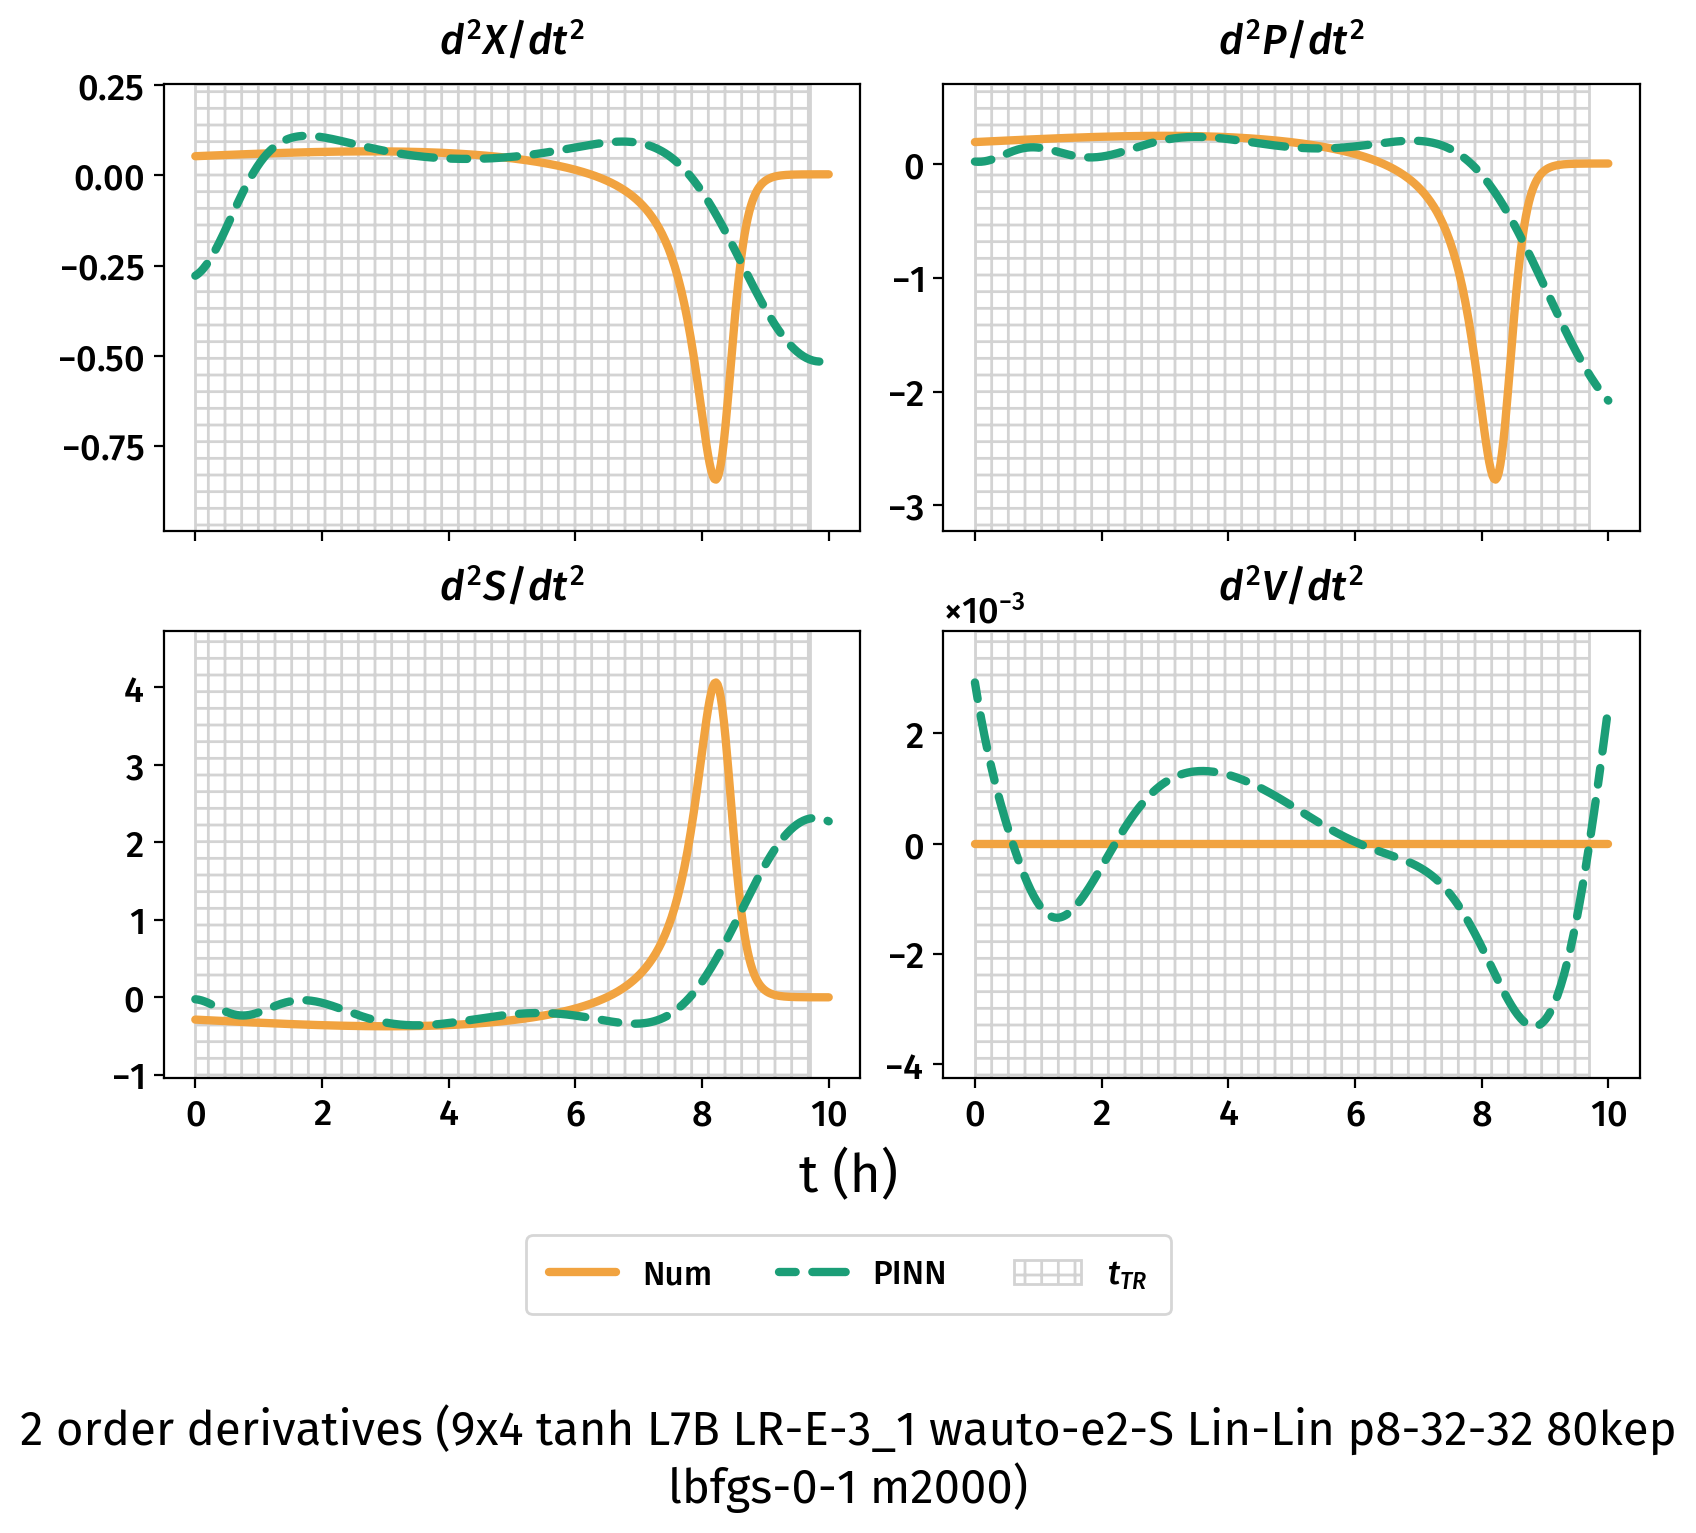 d²X/dt²
d²P/dt²
0.25
0.00
−0.25
−0.50
−0.75
0
−1
−2
−3
d²S/dt²
d²V/dt²
×10⁻³
4
3
2
1
0
−1
2
0
−2
−4
0 2 4 6 8 10
0 2 4 6 8 10
t (h)
Num PINN t_TR
2 order derivatives (9x4 tanh L7B LR-E-3_1 wauto-e2-S Lin-Lin p8-32-32 80kep
lbfgs-0-1 m2000)